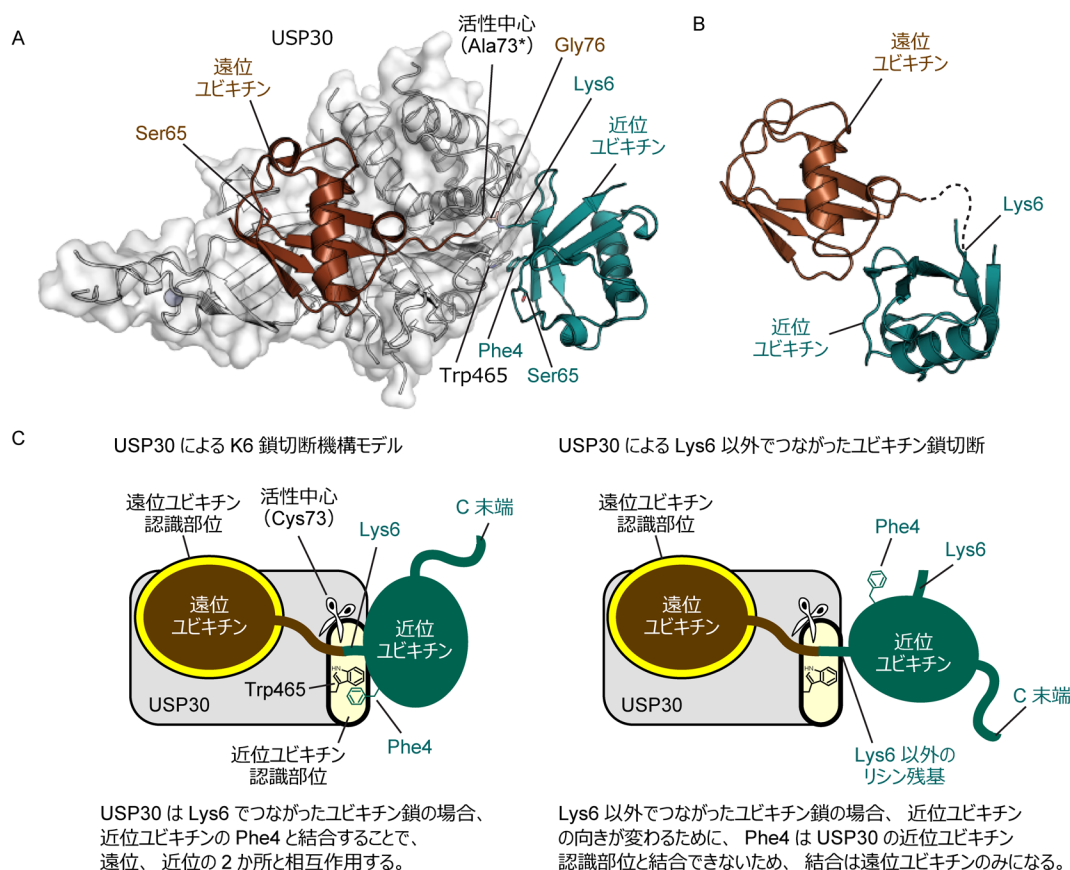 A
USP30
活性中心
(Ala73*)
Gly76
Lys6
遠位
ユビキチン
Ser65
近位
ユビキチン
Phe4
Trp465
Ser65
B
遠位
ユビキチン
Lys6
近位
ユビキチン
C
USP30 による K6 鎖切断機構モデル
遠位ユビキチン
認識部位
活性中心
(Cys73)
Lys6
C 末端
遠位
ユビキチン
近位
ユビキチン
HN
Trp465
USP30
Phe4
近位ユビキチン
認識部位
USP30 は Lys6 でつながったユビキチン鎖の場合、
近位ユビキチンの Phe4 と結合することで、
遠位、 近位の 2 か所と相互作用する。
USP30 による Lys6 以外でつながったユビキチン鎖切断
遠位ユビキチン
認識部位
Phe4
Lys6
遠位
ユビキチン
近位
ユビキチン
HN
USP30
C 末端
Lys6 以外の
リシン残基
Lys6 以外でつながったユビキチン鎖の場合、 近位ユビキチン
の向きが変わるために、 Phe4 は USP30 の近位ユビキチン
認識部位と結合できないため、 結合は遠位ユビキチンのみになる。